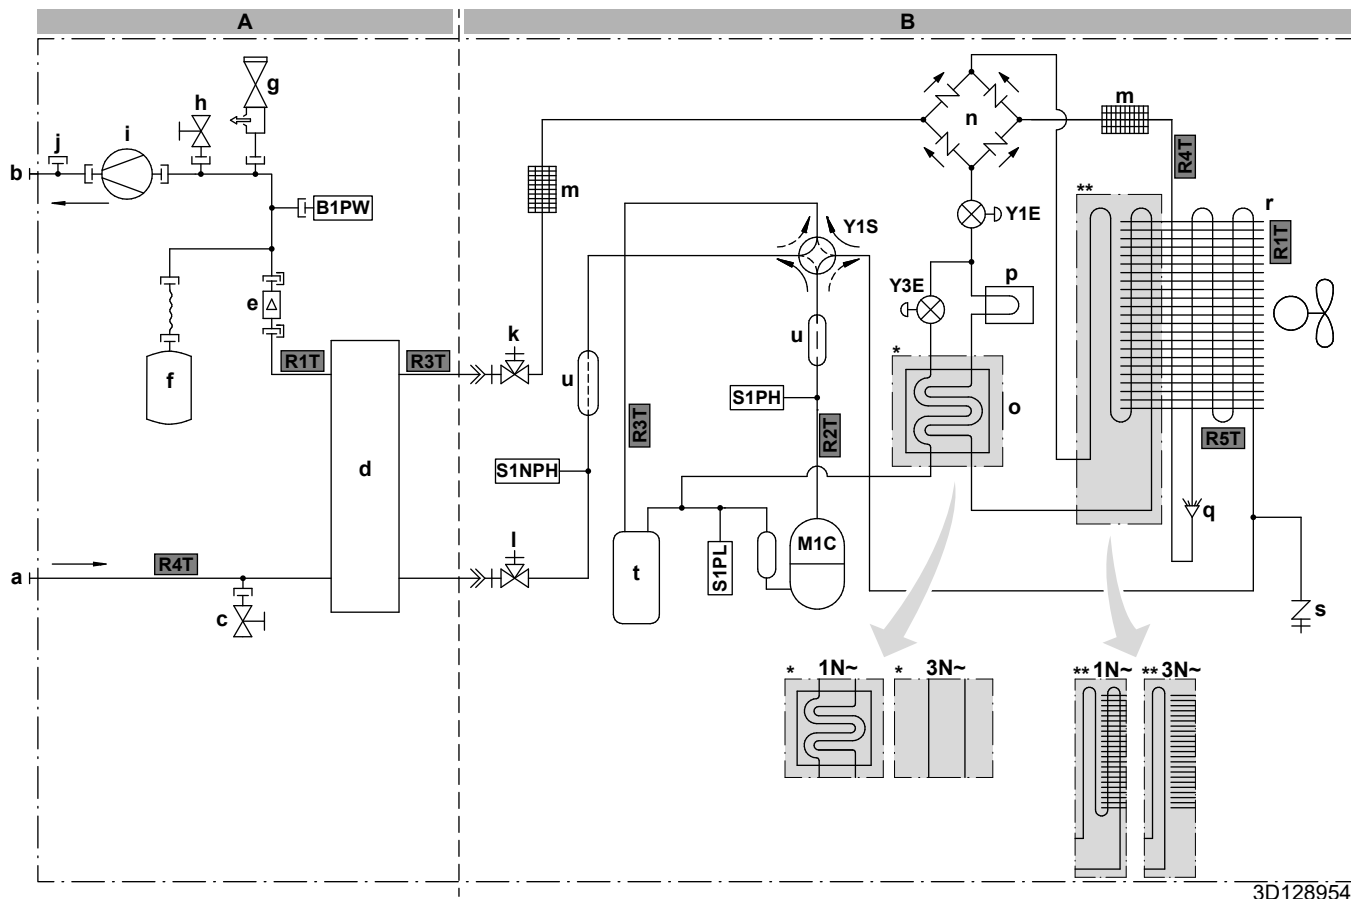 A B
g
h
m
j i n
b m
R4T
** r
B1PW Y1E
Y1S R1T
p
Y3E
e
k u
*
R1T R3T
f u
S1PH o
R3T R2T R5T
d
S1NPH
q
l M1C
R4T
a t S1PL
s
c
* 1N~ * 3N~ ** 1N~ ** 3N~
3D128954